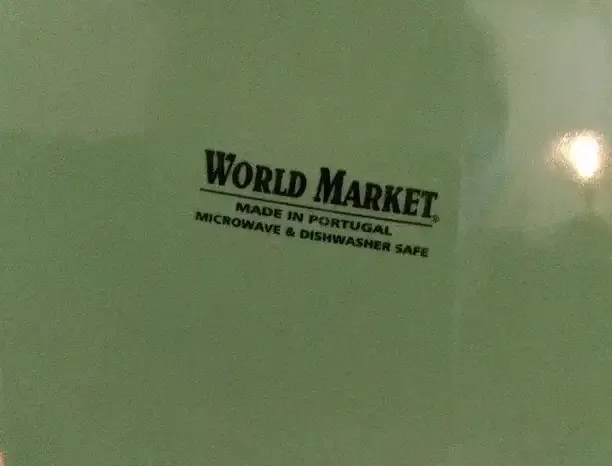 WORLD MARKET®
MADE IN PORTUGAL
MICROWAVE & DISHWASHER SAFE